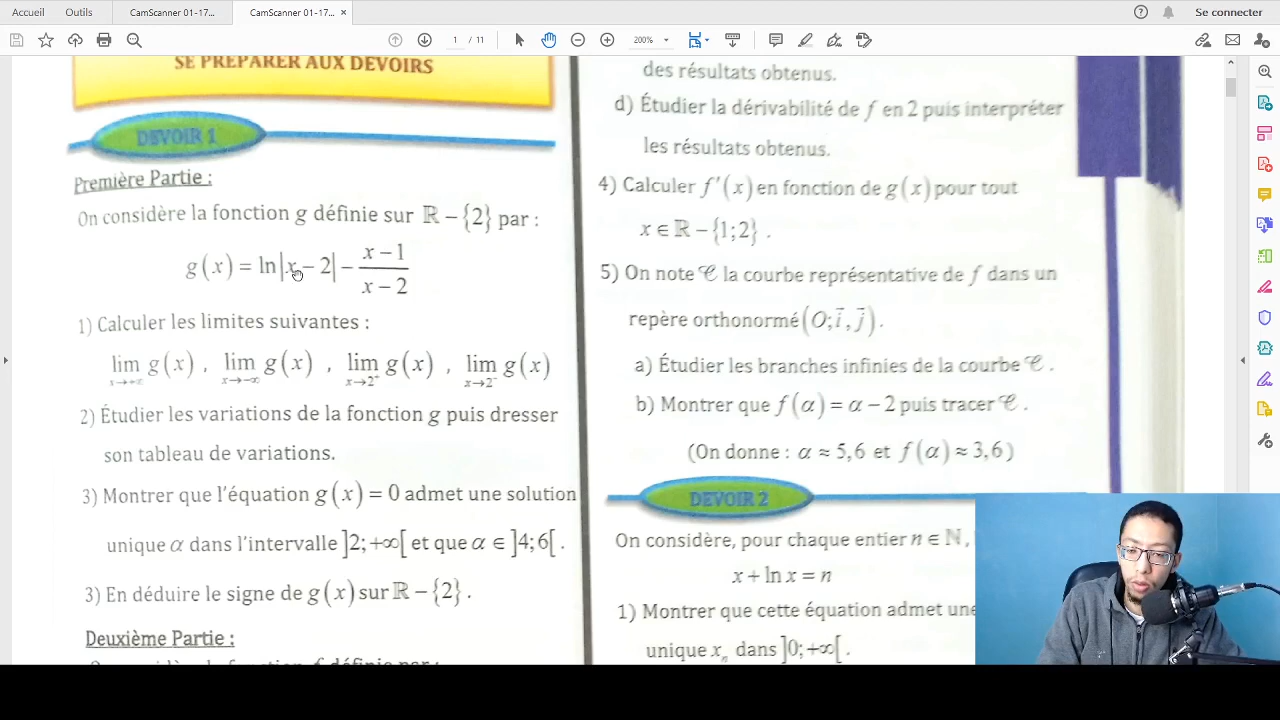 Accueil Outils CamScanner 01-17... CamScanner 01-17... × Se connecter
1 / 11 200%
SE PRÉPARER AUX DEVOIRS
DEVOIR 1
Première Partie :
On considère la fonction g définie sur ℝ − {2} par :
g(x) = ln|x − 2| − (x − 1)/(x − 2)
1) Calculer les limites suivantes :
lim x→+∞ g(x) , lim x→−∞ g(x) , lim x→2⁺ g(x) , lim x→2⁻ g(x)
2) Étudier les variations de la fonction g puis dresser
son tableau de variations.
3) Montrer que l'équation g(x) = 0 admet une solution
unique α dans l'intervalle ]2;+∞[ et que α ∈ ]4;6[ .
3) En déduire le signe de g(x) sur ℝ − {2} .
Deuxième Partie :
des résultats obtenus.
d) Étudier la dérivabilité de f en 2 puis interpréter
les résultats obtenus.
4) Calculer f'(x) en fonction de g(x) pour tout
x ∈ ℝ − {1;2} .
5) On note 𝒞 la courbe représentative de f dans un
repère orthonormé (O; i⃗, j⃗) .
a) Étudier les branches infinies de la courbe 𝒞 .
b) Montrer que f(α) = α − 2 puis tracer 𝒞 .
(On donne : α ≈ 5,6 et f(α) ≈ 3,6)
DEVOIR 2
On considère, pour chaque entier n ∈ ℕ,
x + ln x = n
1) Montrer que cette équation admet une
unique xₙ dans ]0;+∞[ .